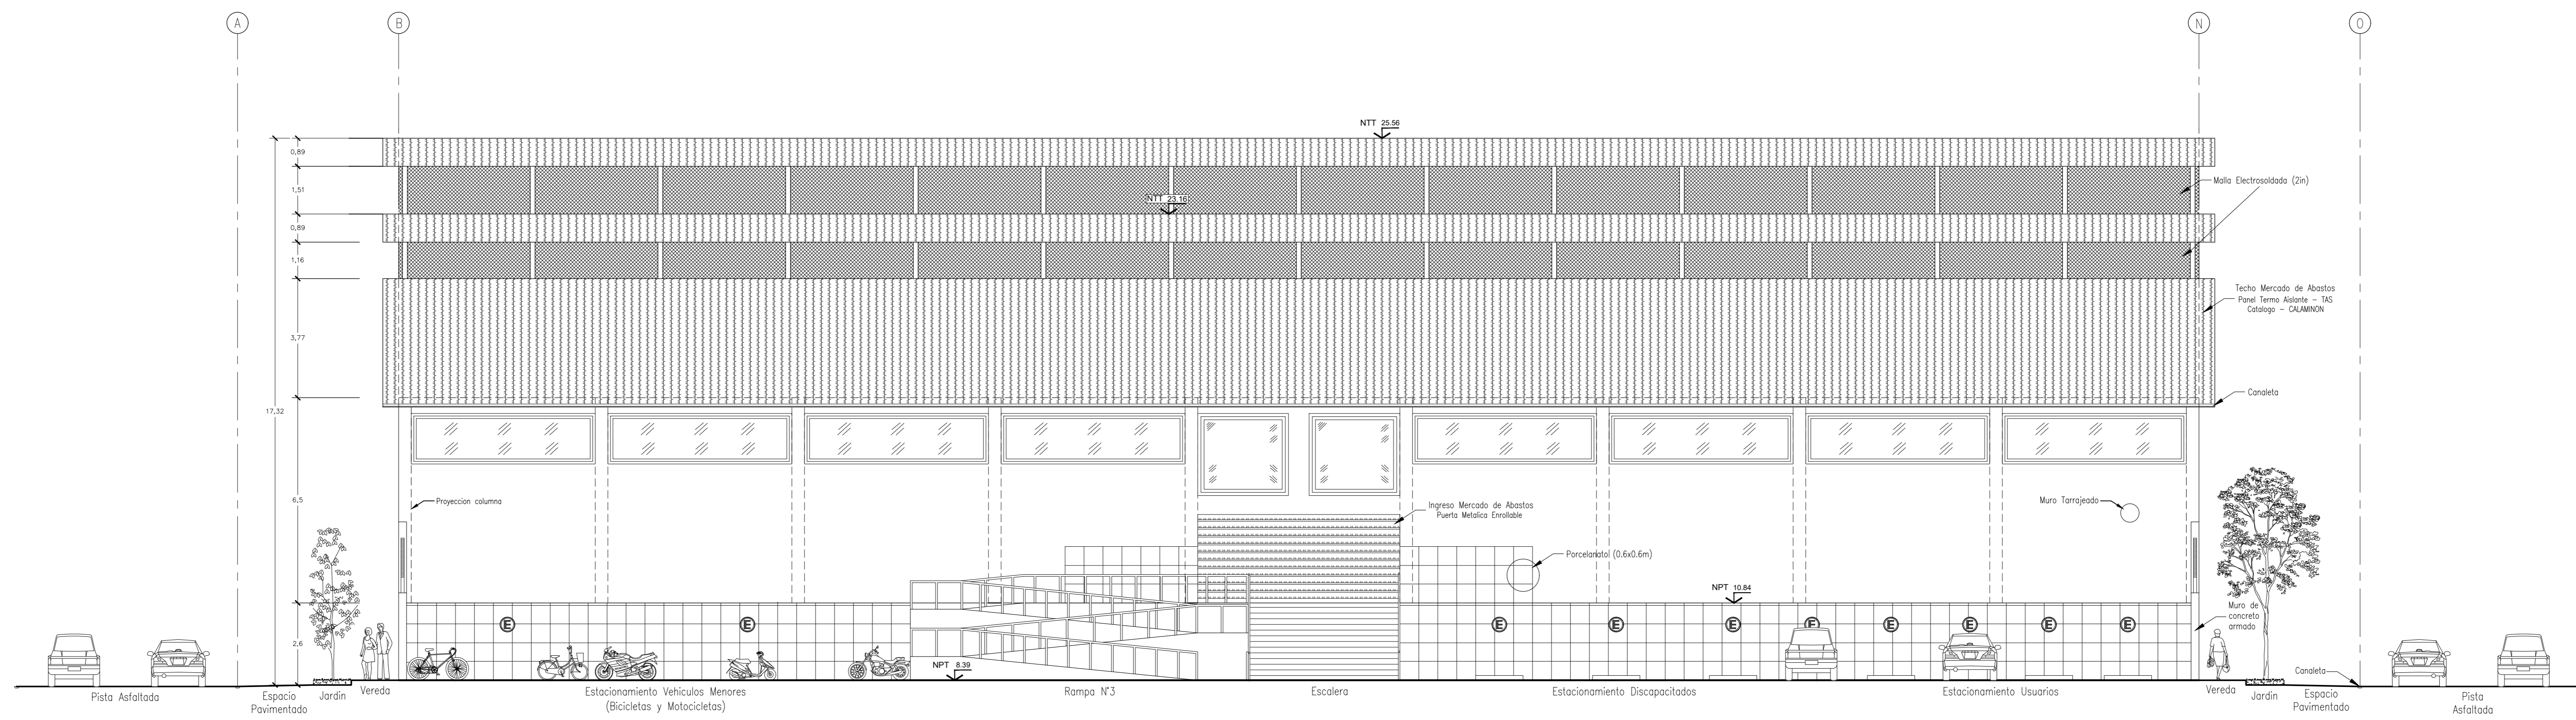 A
B
N
O
NTT 25.56
0,89
1,51
NTT 23.16
0,89
1,16
3,77
17,32
6,5
2,6
Malla Electrosoldada (2in)
Techo Mercado de Abastos
Panel Termo Aislante - TAS
Catalogo - CALAMINON
Canaleta
Proyeccion columna
Ingreso Mercado de Abastos
Puerta Metalica Enrollable
Muro Tarrajeado
Porcelanatol (0.6x0.6m)
NPT 10.84
Muro de
concreto
armado
E
E
E
E
E
E
E
E
E
E
NPT 8.39
Canaleta
Pista Asfaltada
Espacio
Pavimentado
Jardin
Vereda
Estacionamiento Vehiculos Menores
(Bicicletas y Motocicletas)
Rampa N°3
Escalera
Estacionamiento Discapacitados
Estacionamiento Usuarios
Vereda
Jardin
Espacio
Pavimentado
Pista
Asfaltada